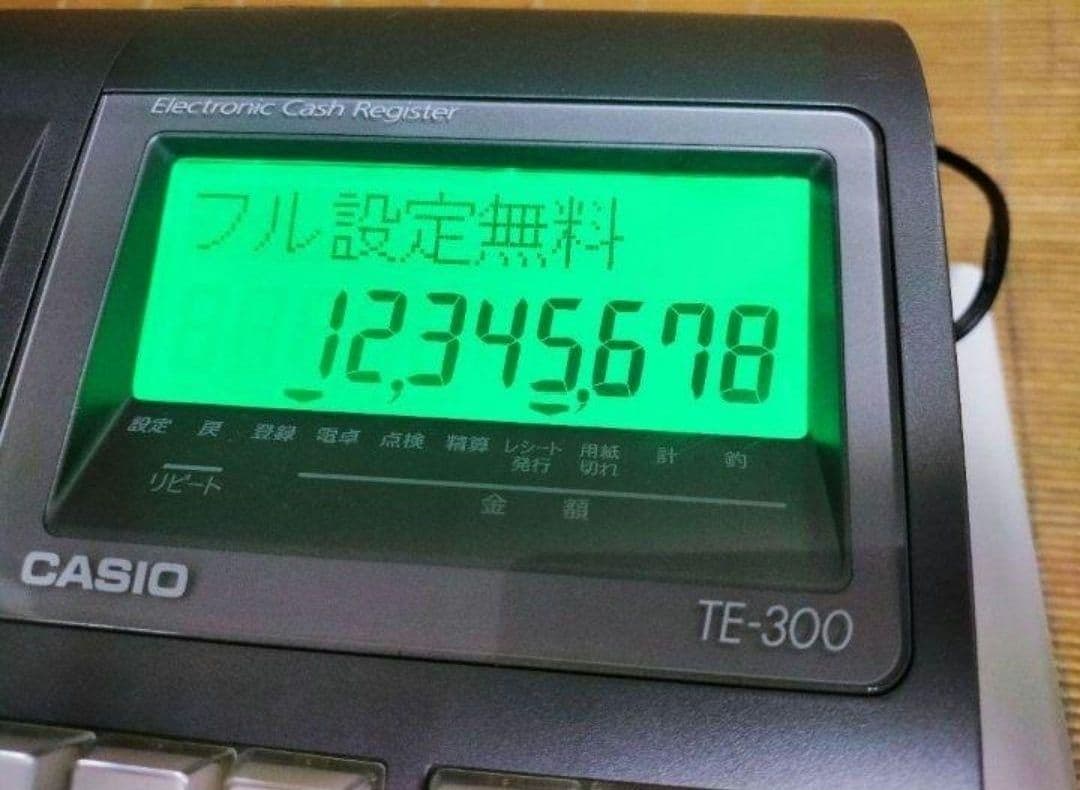 Electronic Cash Register
フル設定無料
12,345,678
設定 戻 登録 電卓 点検 精算 レシート発行 用紙切れ 計 釣
リピート 金額
CASIO
TE-300